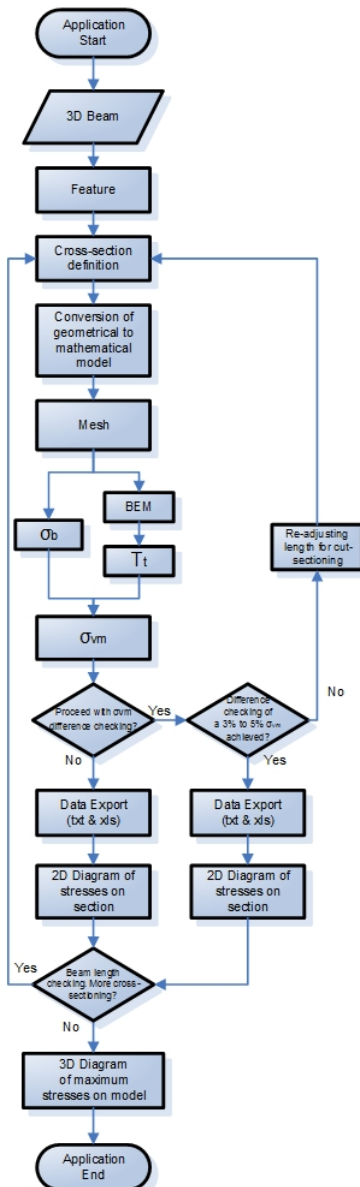 Application
Start
3D Beam
Feature
Cross-section
definition
Conversion of
geometrical to
mathematical
model
Mesh
σb
BEM
Tt
Re-adjusting
length for cut-
sectioning
σvm
Proceed with σvm
difference checking?
Yes
Difference
checking of
a 3% to 5% σvm
achieved?
No
No
Yes
Data Export
(txt & xls)
Data Export
(txt & xls)
2D Diagram of
stresses on
section
2D Diagram of
stresses on
section
Yes
Beam length
checking. More cross-
sectioning?
No
3D Diagram
of maximum
stresses on model
Application
End